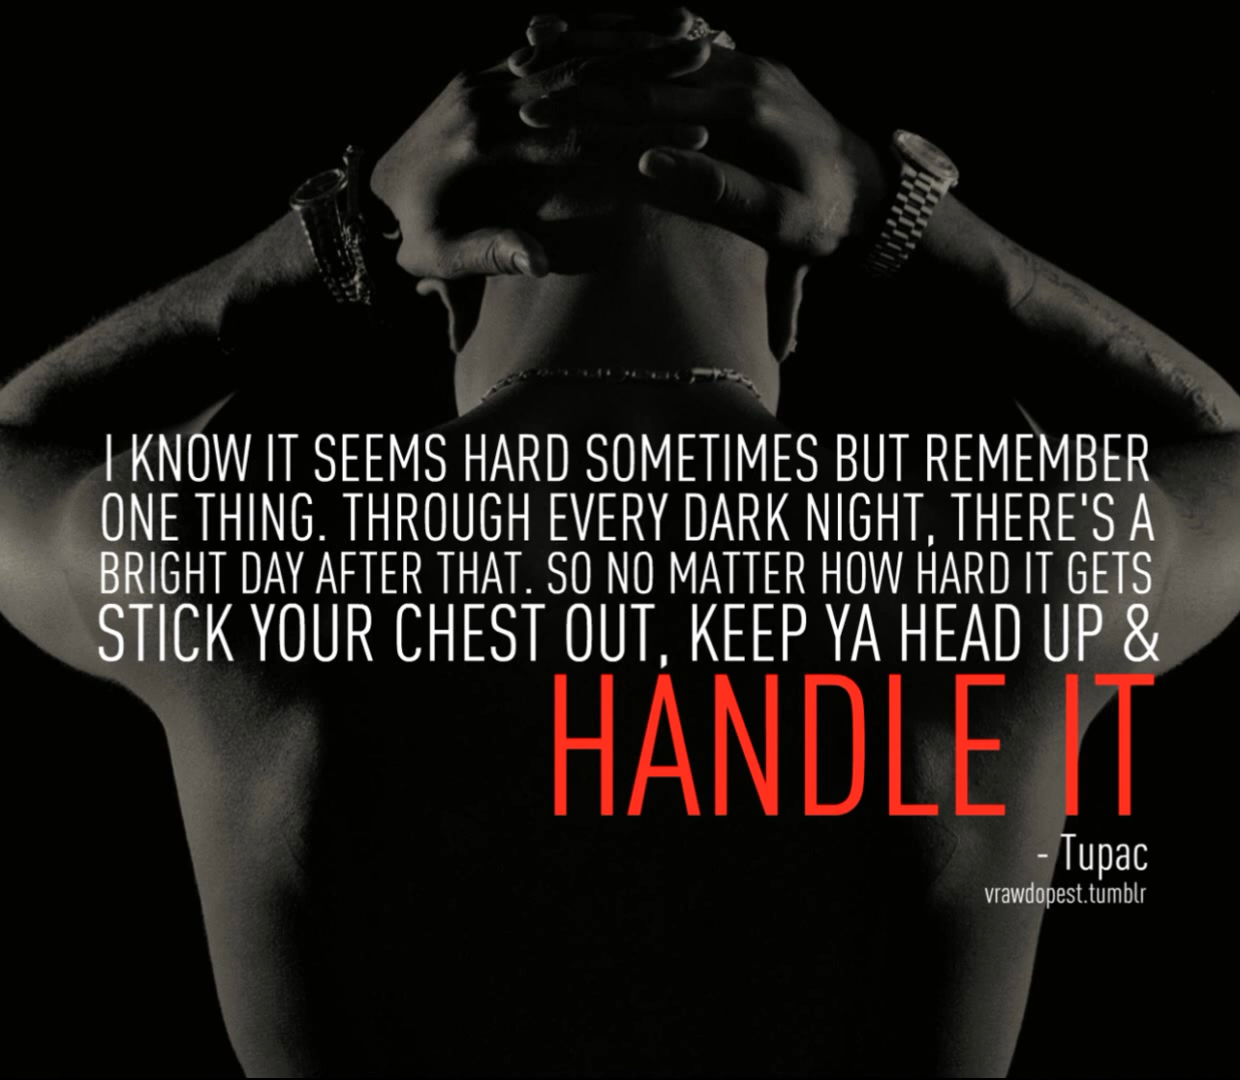 I KNOW IT SEEMS HARD SOMETIMES BUT REMEMBER
ONE THING. THROUGH EVERY DARK NIGHT, THERE'S A
BRIGHT DAY AFTER THAT. SO NO MATTER HOW HARD IT GETS
STICK YOUR CHEST OUT, KEEP YA HEAD UP &
HANDLE IT
- Tupac
vrawdopest.tumblr